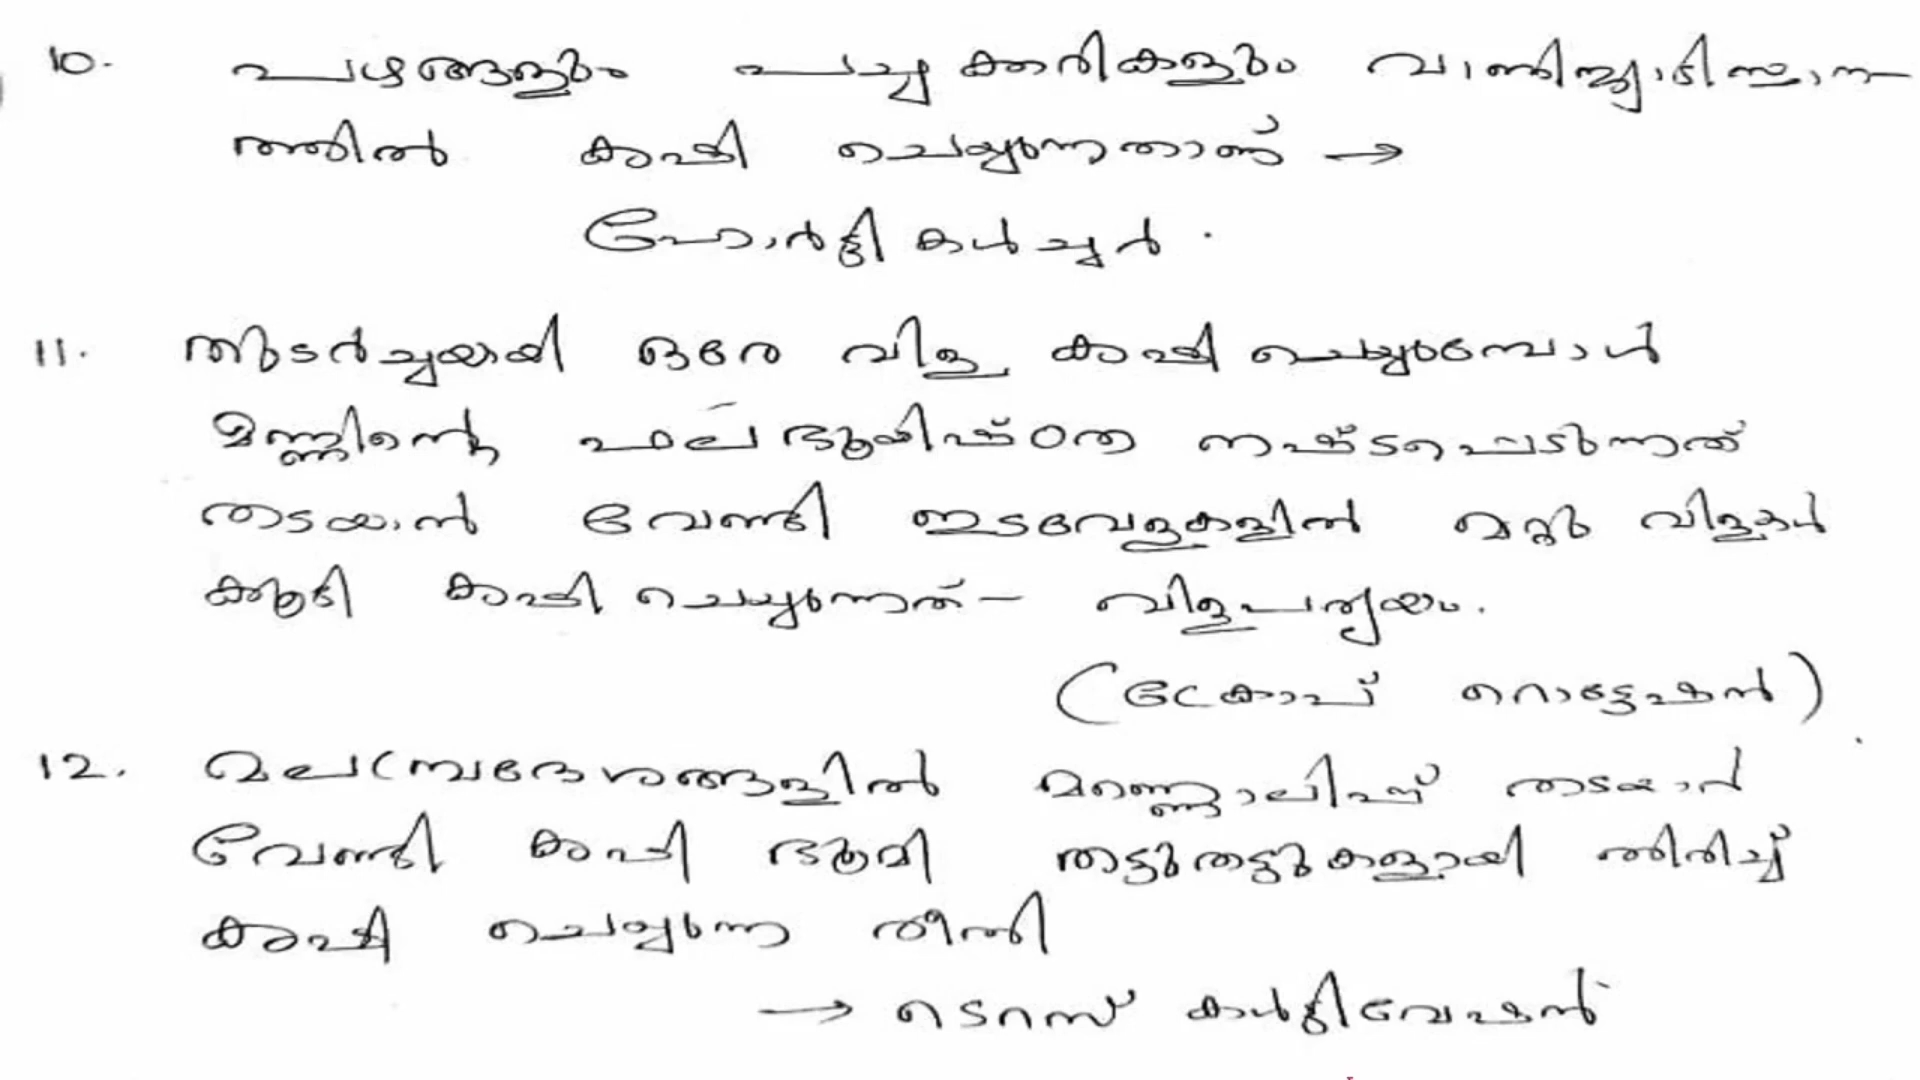 10. പഴങ്ങളും പച്ചക്കറികളും വാണിജ്യാടിസ്ഥാന
ത്തിൽ കൃഷി ചെയ്യുന്നതാണ് →
ഹോർട്ടികൾച്ചർ.
11. തുടർച്ചയായി ഒരേ വിള കൃഷി ചെയ്യുമ്പോൾ
മണ്ണിന്റെ ഫലഭൂയിഷ്ഠത നഷ്ടപ്പെടുന്നത്
തടയാൻ വേണ്ടി ഇടവേളകളിൽ മറ്റു വിളകൾ
കൂടി കൃഷി ചെയ്യുന്നത് - വിളപര്യയം.
(ക്രോപ് റൊട്ടേഷൻ)
12. മലപ്രദേശങ്ങളിൽ മണ്ണൊലിപ്പ് തടയാൻ
വേണ്ടി കൃഷി ഭൂമി തട്ടുതട്ടുകളായി തിരിച്ച്
കൃഷി ചെയ്യുന്ന രീതി
→ ടെറസ് കൾട്ടിവേഷൻ